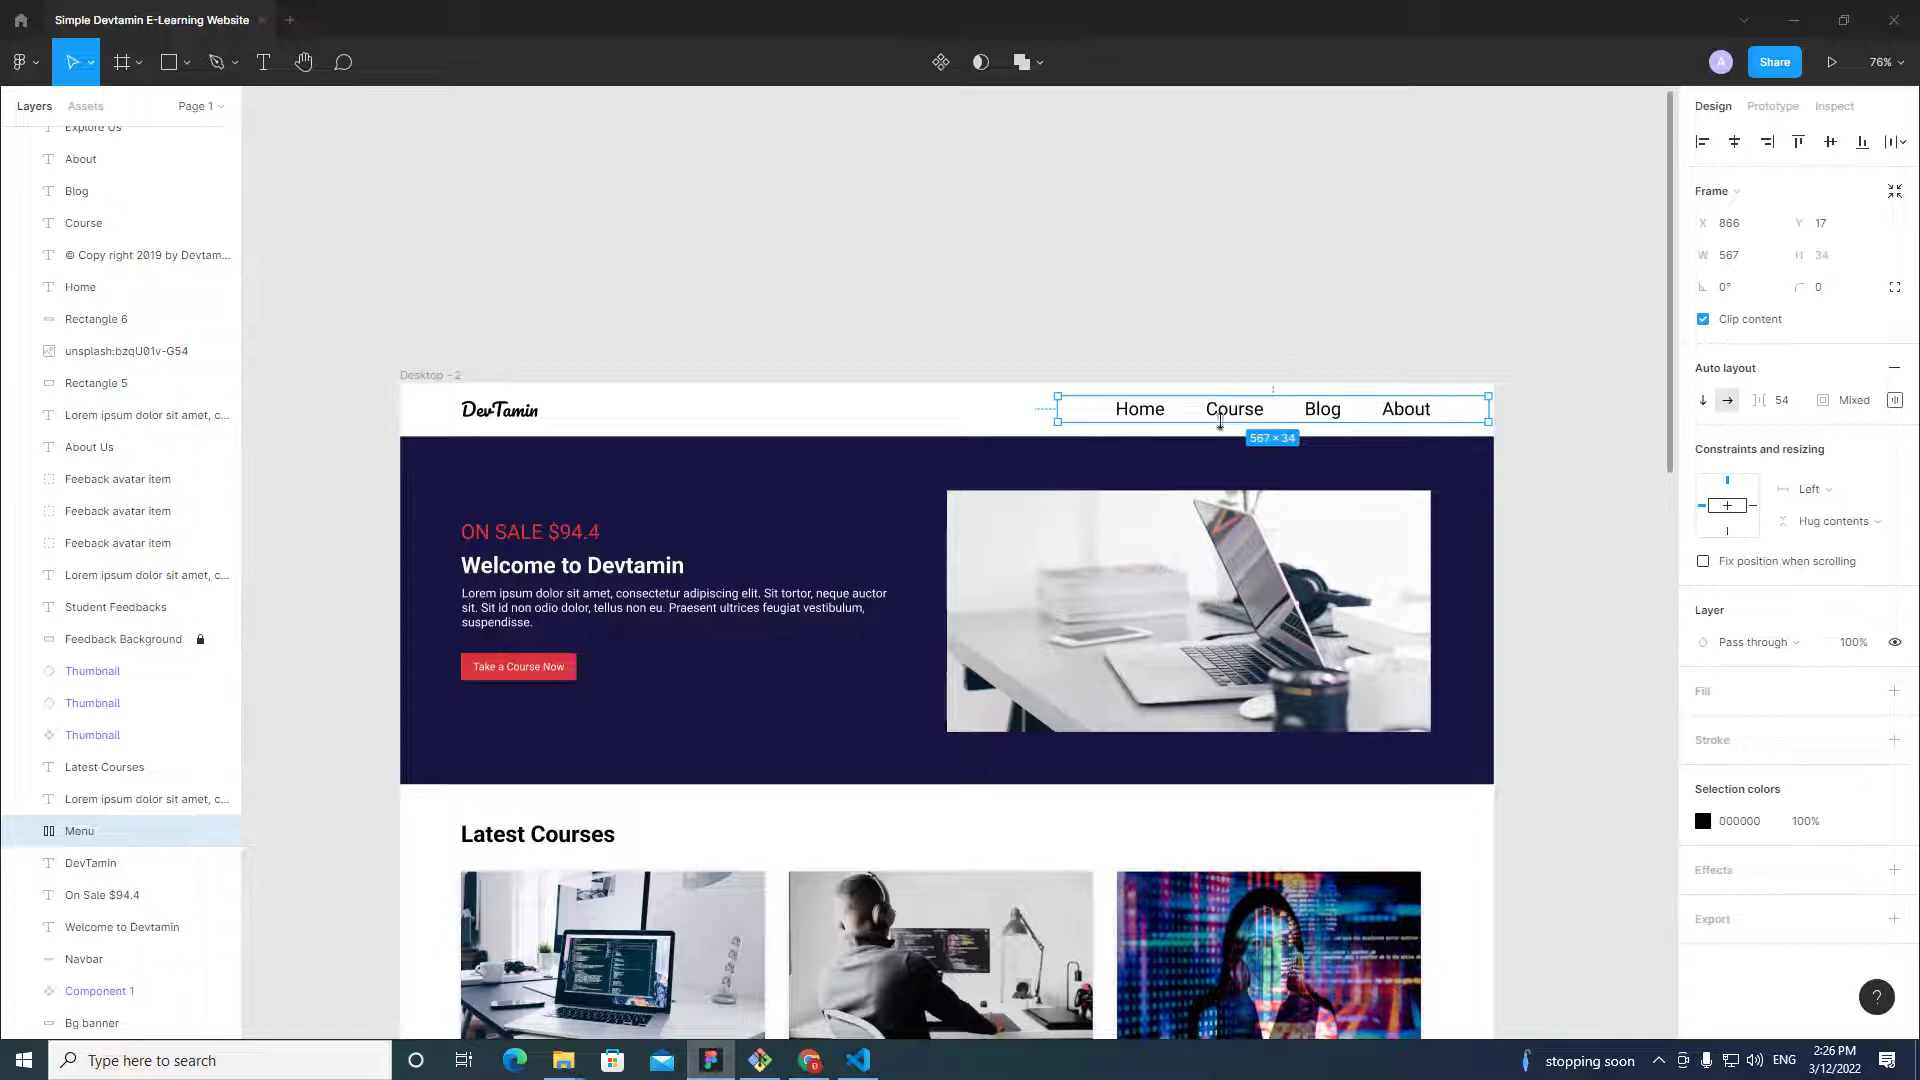 Simple Devtamin E-Learning Website
Share
76%
A
Layers
Assets
Page 1
Explore Us
About
Blog
Course
© Copy right 2019 by Devtam...
Home
Rectangle 6
unsplash:bzqU01v-G54
Rectangle 5
Lorem ipsum dolor sit amet, c...
About Us
Feeback avatar item
Feeback avatar item
Feeback avatar item
Lorem ipsum dolor sit amet, c...
Student Feedbacks
Feedback Background
Thumbnail
Thumbnail
Thumbnail
Latest Courses
Lorem ipsum dolor sit amet, c...
Menu
DevTamin
On Sale $94.4
Welcome to Devtamin
Navbar
Component 1
Bg banner
Desktop - 2
DevTamin
Home
Course
Blog
About
567 × 34
ON SALE $94.4
Welcome to Devtamin
Lorem ipsum dolor sit amet, consectetur adipiscing elit. Sit tortor, neque auctor
sit. Sit id non odio dolor, tellus non eu. Praesent ultrices feugiat vestibulum,
suspendisse.
Take a Course Now
Latest Courses
Design
Prototype
Inspect
Frame
X 866
Y 17
W 567
H 34
0°
0
Clip content
Auto layout
54
Mixed
Constraints and resizing
Left
Hug contents
Fix position when scrolling
Layer
Pass through
100%
Fill
Stroke
Selection colors
000000
100%
Effects
Export
?
Type here to search
stopping soon
ENG
2:26 PM
3/12/2022